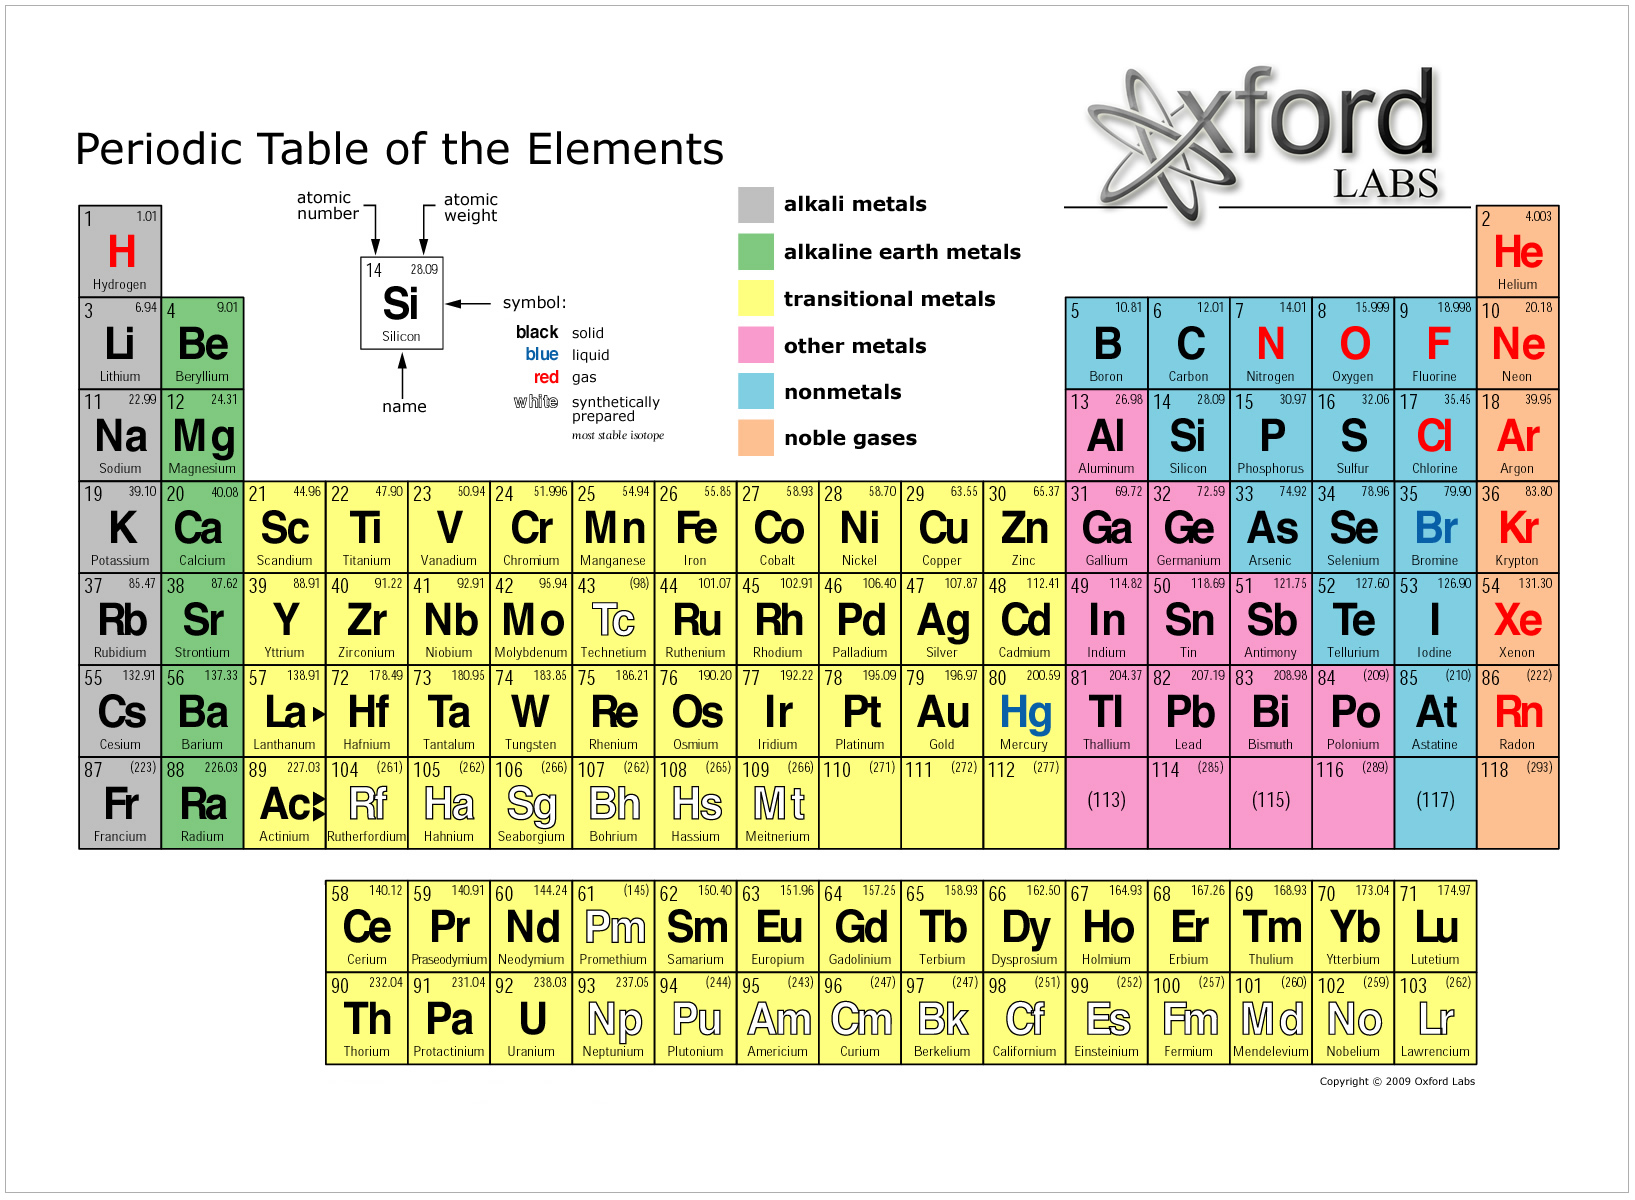 Oxford
LABS
Periodic Table of the Elements
atomic
number
atomic
weight
14 28.09
Si
Silicon
symbol:
black solid
blue liquid
red gas
white synthetically
prepared
most stable isotope
name
alkali metals
alkaline earth metals
transitional metals
other metals
nonmetals
noble gases
1 1.01 2 4.003
H He
Hydrogen Helium
3 6.94 4 9.01 5 10.81 6 12.01 7 14.01 8 15.999 9 18.998 10 20.18
Li Be B C N O F Ne
Lithium Beryllium Boron Carbon Nitrogen Oxygen Fluorine Neon
11 22.99 12 24.31 13 26.98 14 28.09 15 30.97 16 32.06 17 35.45 18 39.95
Na Mg Al Si P S Cl Ar
Sodium Magnesium Aluminum Silicon Phosphorus Sulfur Chlorine Argon
19 39.10 20 40.08 21 44.96 22 47.90 23 50.94 24 51.996 25 54.94 26 55.85 27 58.93 28 58.70 29 63.55 30 65.37 31 69.72 32 72.59 33 74.92 34 78.96 35 79.90 36 83.80
K Ca Sc Ti V Cr Mn Fe Co Ni Cu Zn Ga Ge As Se Br Kr
Potassium Calcium Scandium Titanium Vanadium Chromium Manganese Iron Cobalt Nickel Copper Zinc Gallium Germanium Arsenic Selenium Bromine Krypton
37 85.47 38 87.62 39 88.91 40 91.22 41 92.91 42 95.94 43 (98) 44 101.07 45 102.91 46 106.40 47 107.87 48 112.41 49 114.82 50 118.69 51 121.75 52 127.60 53 126.90 54 131.30
Rb Sr Y Zr Nb Mo Tc Ru Rh Pd Ag Cd In Sn Sb Te I Xe
Rubidium Strontium Yttrium Zirconium Niobium Molybdenum Technetium Ruthenium Rhodium Palladium Silver Cadmium Indium Tin Antimony Tellurium Iodine Xenon
55 132.91 56 137.33 57 138.91 72 178.49 73 180.95 74 183.85 75 186.21 76 190.20 77 192.22 78 195.09 79 196.97 80 200.59 81 204.37 82 207.19 83 208.98 84 (209) 85 (210) 86 (222)
Cs Ba La Hf Ta W Re Os Ir Pt Au Hg Tl Pb Bi Po At Rn
Cesium Barium Lanthanum Hafnium Tantalum Tungsten Rhenium Osmium Iridium Platinum Gold Mercury Thallium Lead Bismuth Polonium Astatine Radon
87 (223) 88 226.03 89 227.03 104 (261) 105 (262) 106 (266) 107 (262) 108 (265) 109 (266) 110 (271) 111 (272) 112 (277) 114 (285) 116 (289) 118 (293)
Fr Ra Ac Rf Ha Sg Bh Hs Mt (113) (115) (117)
Francium Radium Actinium Rutherfordium Hahnium Seaborgium Bohrium Hassium Meitnerium
58 140.12 59 140.91 60 144.24 61 (145) 62 150.40 63 151.96 64 157.25 65 158.93 66 162.50 67 164.93 68 167.26 69 168.93 70 173.04 71 174.97
Ce Pr Nd Pm Sm Eu Gd Tb Dy Ho Er Tm Yb Lu
Cerium Praseodymium Neodymium Promethium Samarium Europium Gadolinium Terbium Dysprosium Holmium Erbium Thulium Ytterbium Lutetium
90 232.04 91 231.04 92 238.03 93 237.05 94 (244) 95 (243) 96 (247) 97 (247) 98 (251) 99 (252) 100 (257) 101 (260) 102 (259) 103 (262)
Th Pa U Np Pu Am Cm Bk Cf Es Fm Md No Lr
Thorium Protactinium Uranium Neptunium Plutonium Americium Curium Berkelium Californium Einsteinium Fermium Mendelevium Nobelium Lawrencium
Copyright © 2009 Oxford Labs